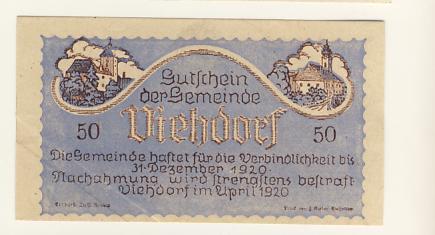 Gutschein
der Gemeinde
Viehdorf
50 50
Die Gemeinde haftet für die Verbindlichkeit bis
31. Dezember 1920.
Nachahmung wird strengstens bestraft.
Viehdorf im April 1920